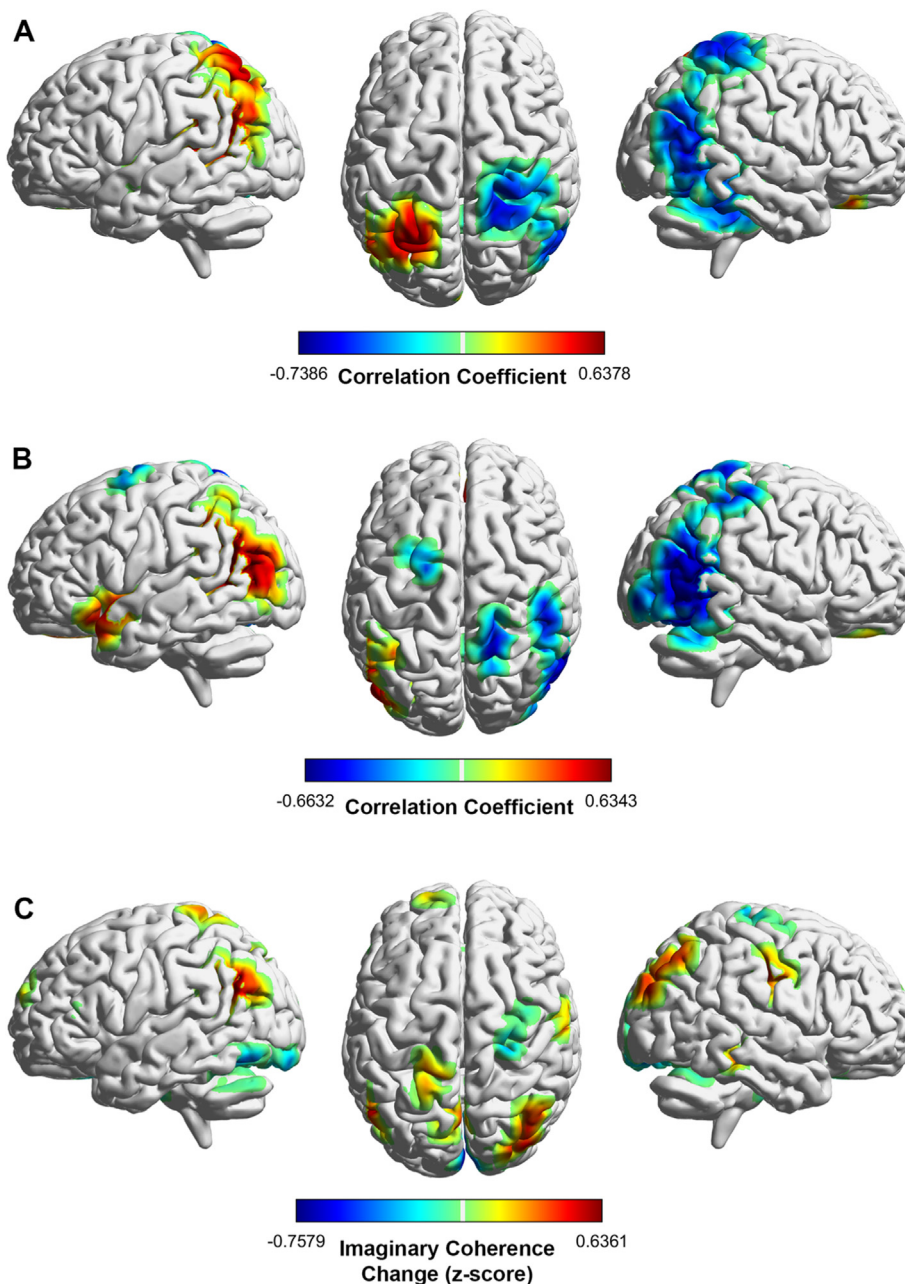 A
-0.7386 Correlation Coefficient 0.6378
B
-0.6632 Correlation Coefficient 0.6343
C
-0.7579 Imaginary Coherence 0.6361
Change (z-score)